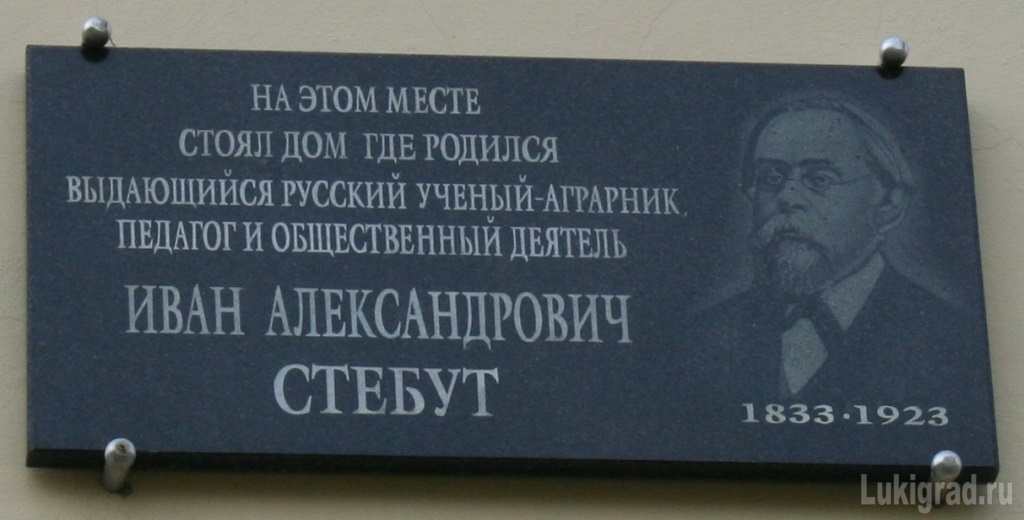 НА ЭТОМ МЕСТЕ
СТОЯЛ ДОМ ГДЕ РОДИЛСЯ
ВЫДАЮЩИЙСЯ РУССКИЙ УЧЕНЫЙ-АГРАРНИК,
ПЕДАГОГ И ОБЩЕСТВЕННЫЙ ДЕЯТЕЛЬ
ИВАН АЛЕКСАНДРОВИЧ
СТЕБУТ
1833·1923
Lukigrad.ru